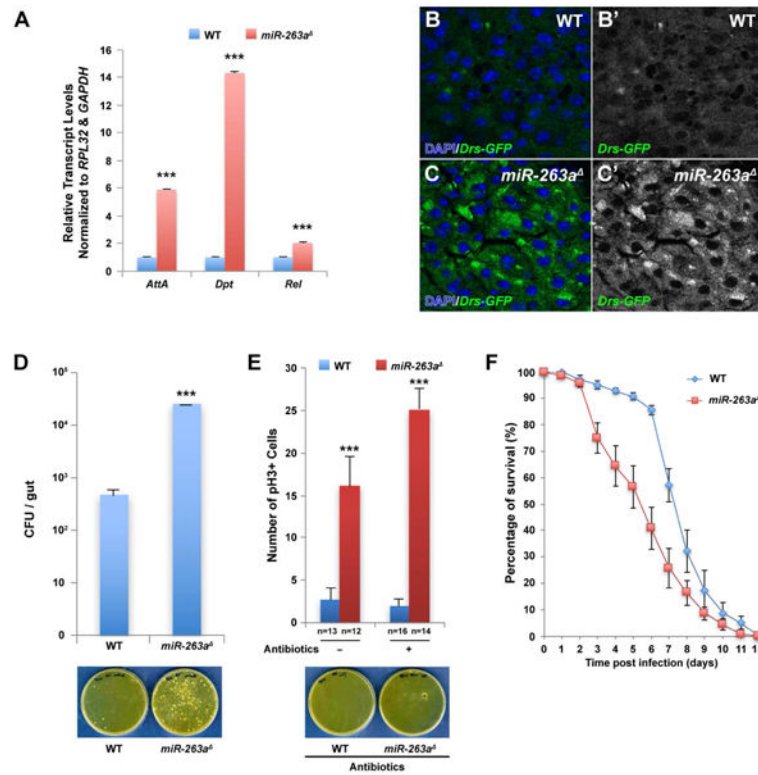 A
WT
miR-263aΔ
Relative Transcript Levels
Normalized to RPL32 & GAPDH
16
14
12
10
8
6
4
2
0
***
***
***
AttA
Dpt
Rel
B
WT
DAPI/Drs-GFP
B'
WT
Drs-GFP
C
miR-263aΔ
DAPI/Drs-GFP
C'
miR-263aΔ
Drs-GFP
D
CFU / gut
10⁵
10⁴
10³
10²
10¹
0
***
WT
miR-263aΔ
WT
miR-263aΔ
E
WT
miR-263aΔ
Number of pH3+ Cells
30
25
20
15
10
5
0
***
***
n=13 n=12
n=16 n=14
Antibiotics
–
+
WT
miR-263aΔ
Antibiotics
F
WT
miR-263aΔ
Percentage of survival (%)
100
90
80
70
60
50
40
30
20
10
0
0 1 2 3 4 5 6 7 8 9 10 11 1
Time post infection (days)